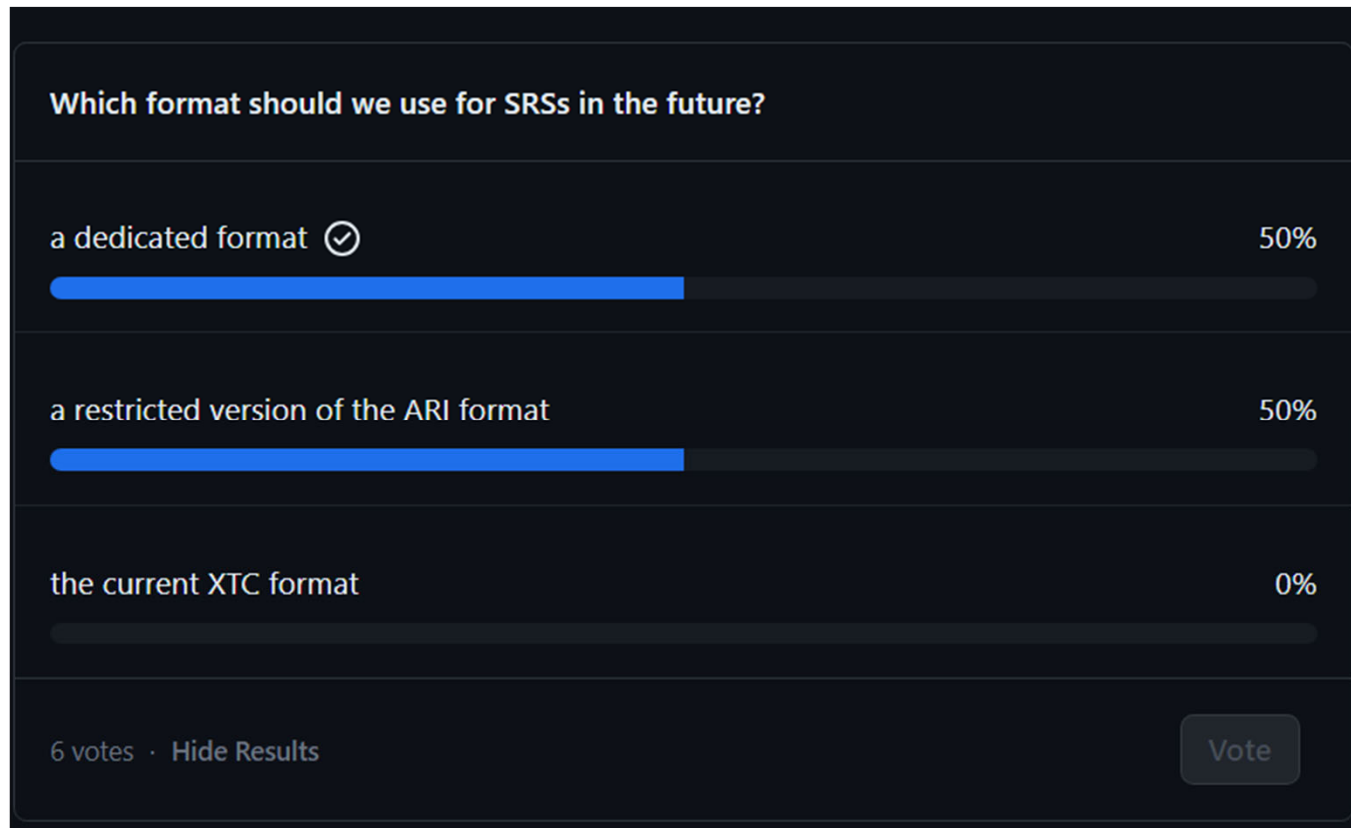 Which format should we use for SRSs in the future?
a dedicated format 50%
a restricted version of the ARI format 50%
the current XTC format 0%
6 votes · Hide Results Vote